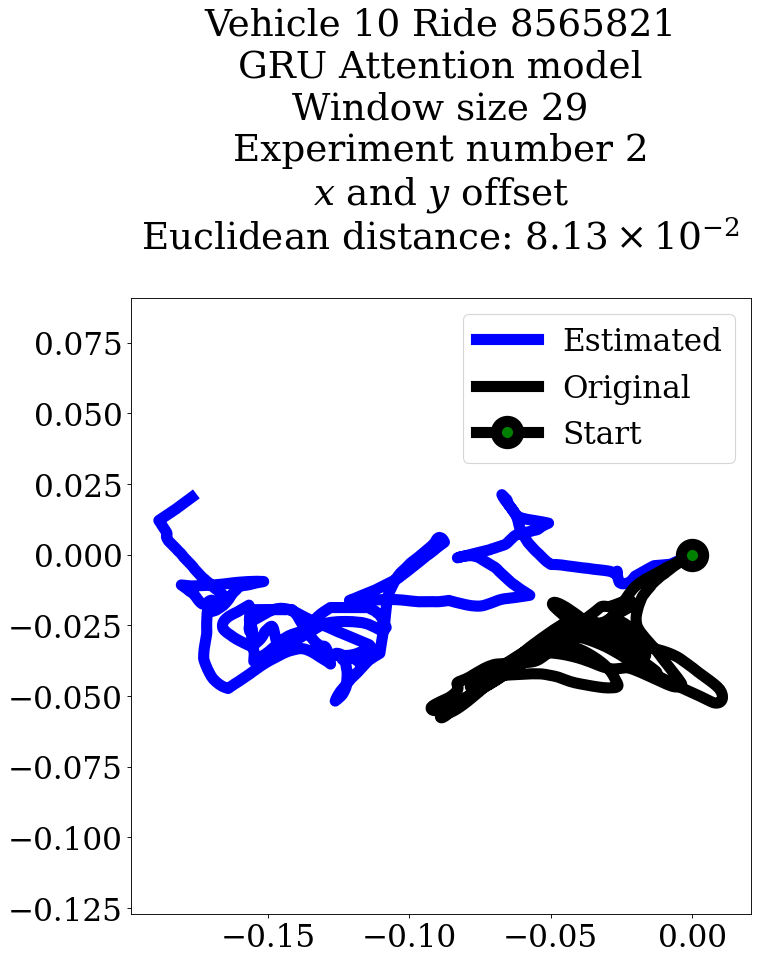 Vehicle 10 Ride 8565821
GRU Attention model
Window size 29
Experiment number 2
x and y offset
Euclidean distance: 8.13 × 10⁻²
Estimated
Original
Start
0.075
0.050
0.025
0.000
−0.025
−0.050
−0.075
−0.100
−0.125
−0.15
−0.10
−0.05
0.00